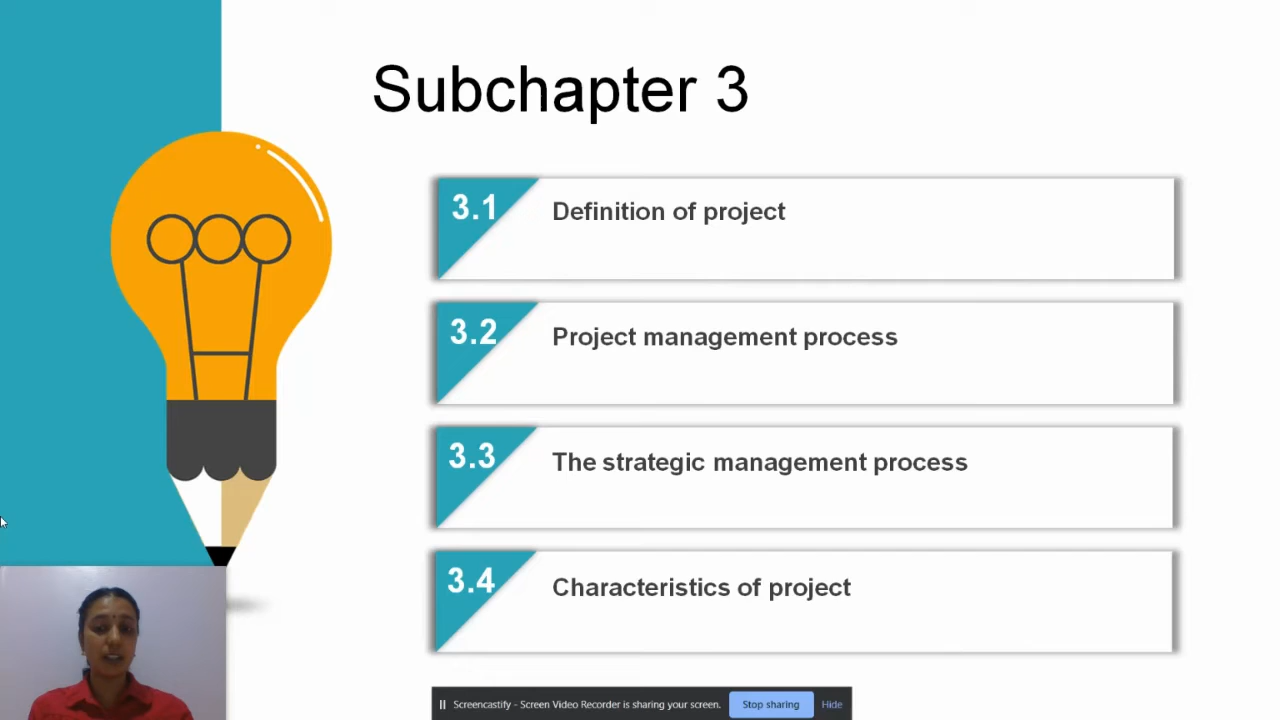 Subchapter 3
3.1 Definition of project
3.2 Project management process
3.3 The strategic management process
3.4 Characteristics of project
Screencastify - Screen Video Recorder is sharing your screen. Stop sharing Hide